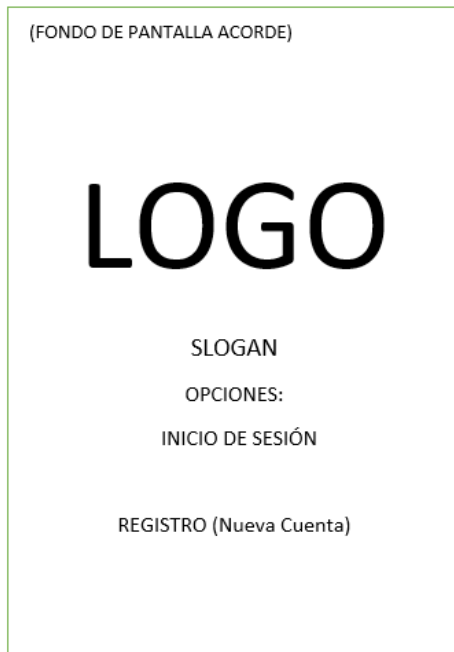 (FONDO DE PANTALLA ACORDE)
LOGO
SLOGAN
OPCIONES:
INICIO DE SESIÓN
REGISTRO (Nueva Cuenta)